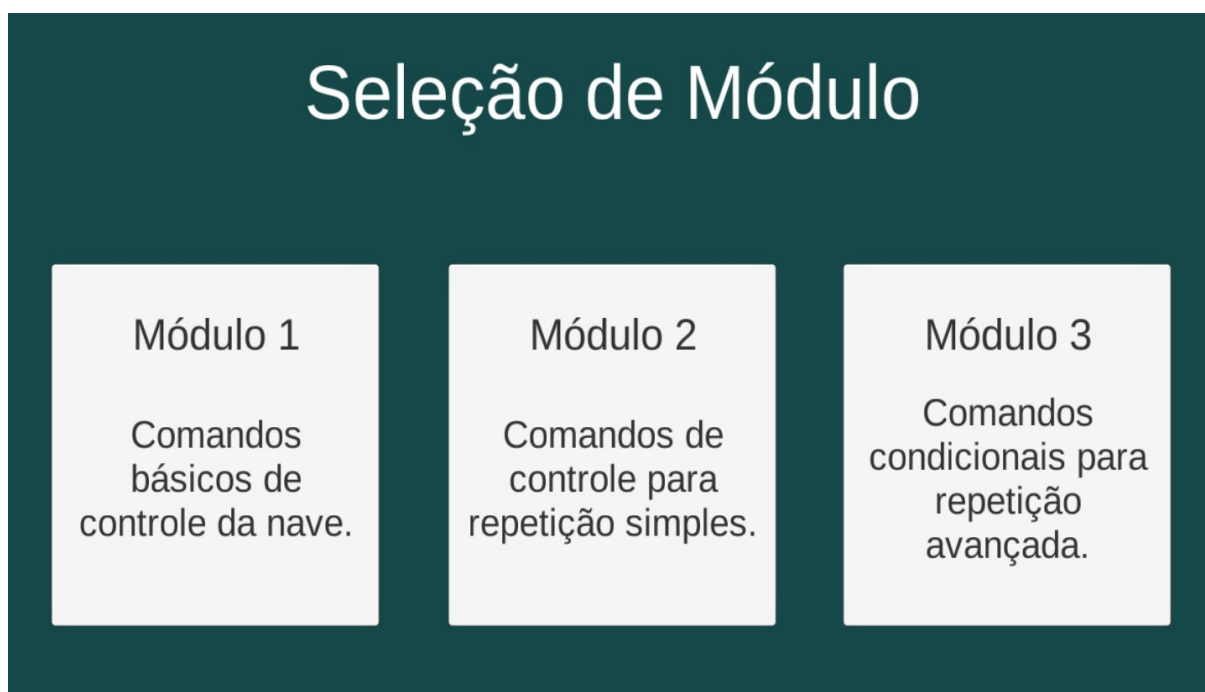 Seleção de Módulo
Módulo 1
Comandos
básicos de
controle da nave.
Módulo 2
Comandos de
controle para
repetição simples.
Módulo 3
Comandos
condicionais para
repetição
avançada.